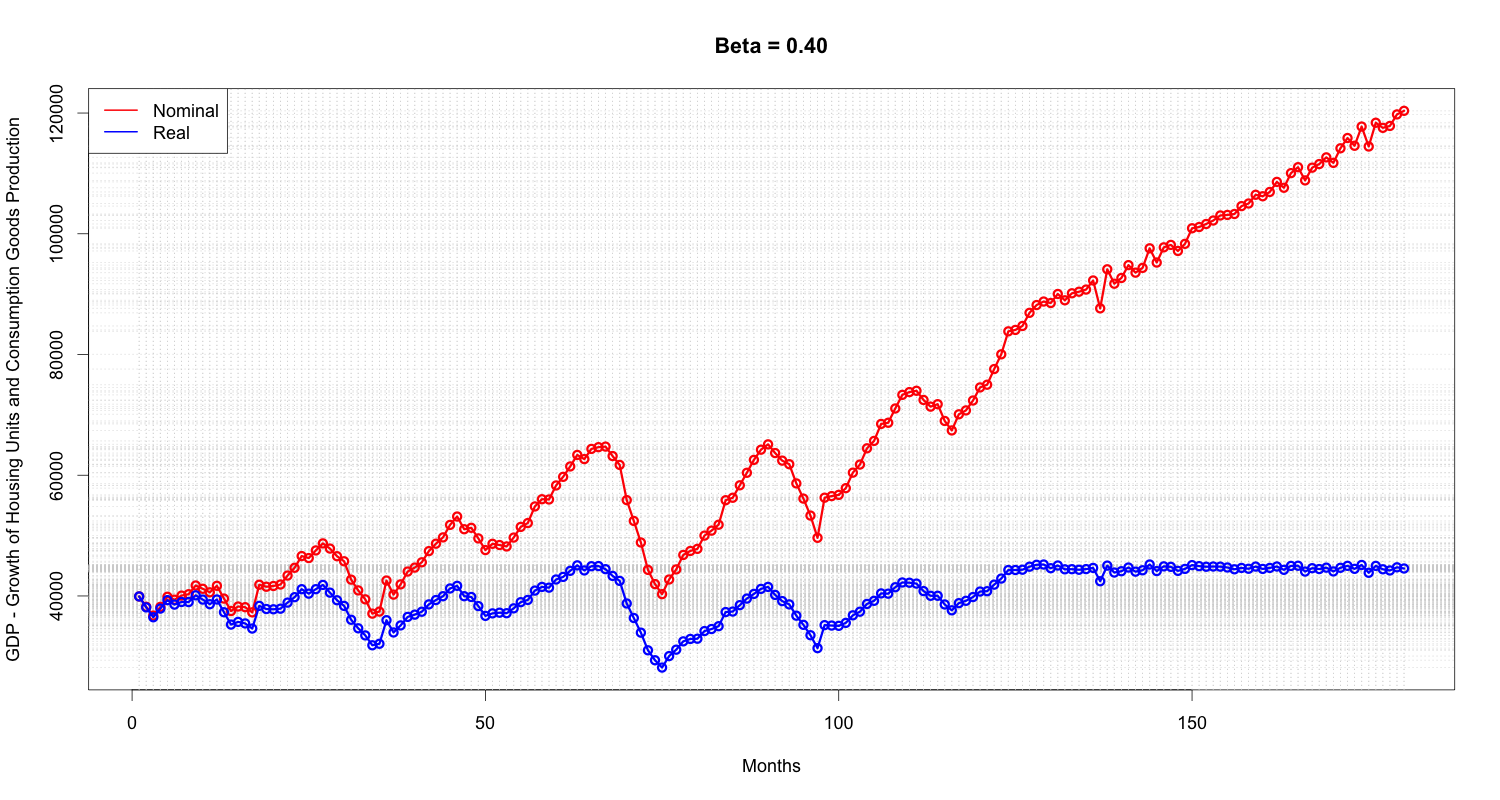 Beta = 0.40
Nominal
Real
GDP - Growth of Housing Units and Consumption Goods Production
120000
100000
80000
60000
40000
0 50 100 150
Months